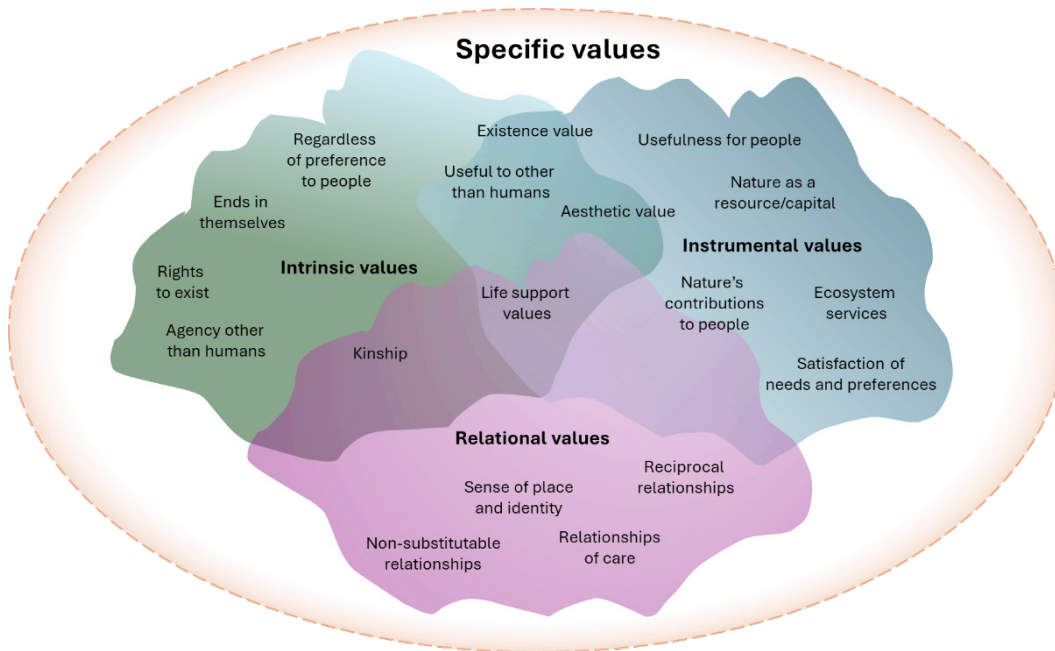 Specific values
Regardless
of preference
to people
Ends in
themselves
Intrinsic values
Rights
to exist
Agency other
than humans
Existence value
Useful to other
than humans
Aesthetic value
Usefulness for people
Nature as a
resource/capital
Instrumental values
Nature’s
contributions
to people
Ecosystem
services
Satisfaction of
needs and preferences
Life support
values
Kinship
Relational values
Reciprocal
relationships
Sense of place
and identity
Non-substitutable
relationships
Relationships
of care